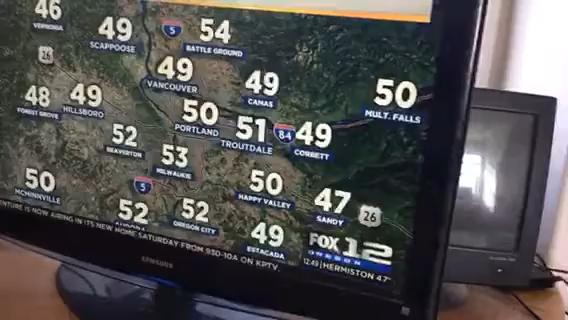 46
VERNONIA
49
SCAPPOOSE
5
54
BATTLE GROUND
26
49
VANCOUVER
49
CAMAS
50
MULT. FALLS
48
FOREST GROVE
49
HILLSBORO
50
PORTLAND
51
TROUTDALE
84
49
CORBETT
52
BEAVERTON
53
MILWAUKIE
50
MCMINNVILLE
5
50
HAPPY VALLEY
47
SANDY
26
52
AURORA
52
OREGON CITY
49
ESTACADA
FOX 12
OREGON
12:49 | HERMISTON 47°
ENTURE IS NOW AIRING IN ITS NEW HOME SATURDAY FROM 930-10A ON KPTV.
SAMSUNG